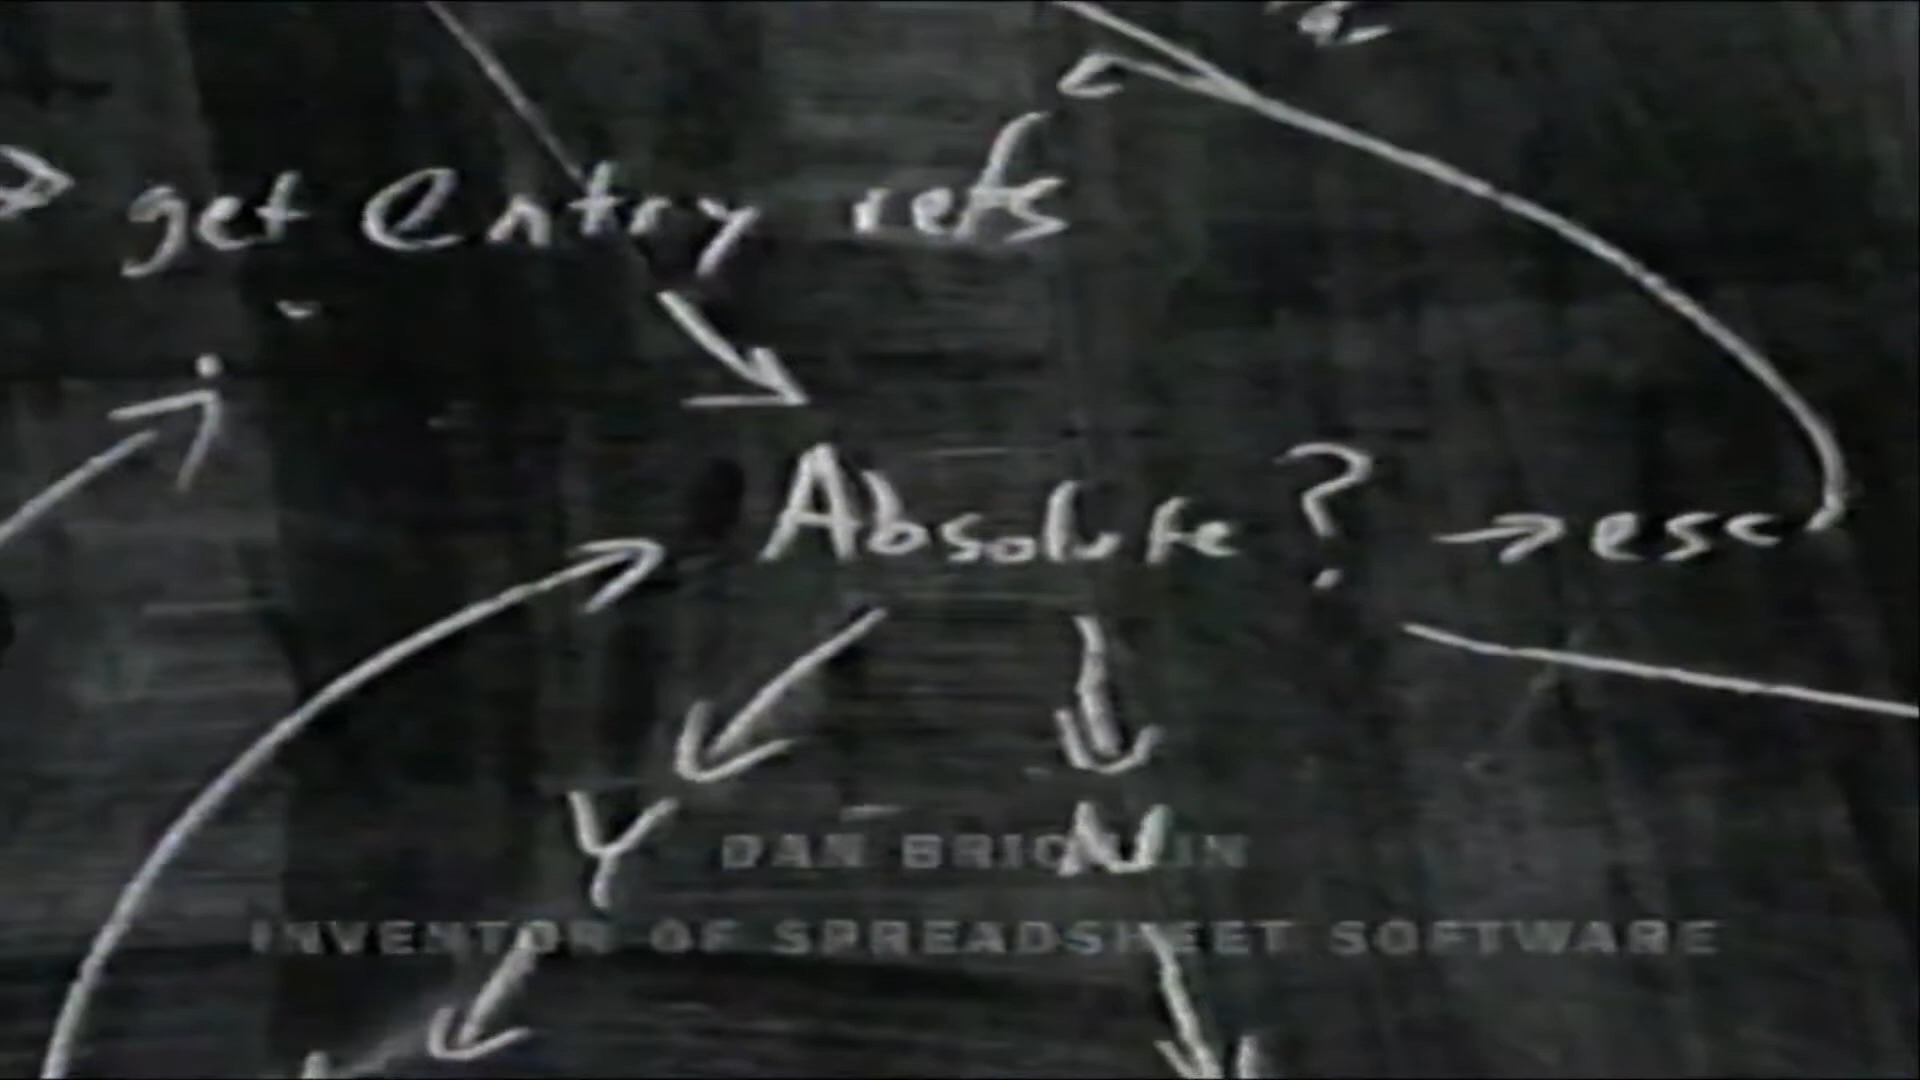 get entry refs
Absolute? → esc
Y N
DAN BRICKLIN
INVENTOR OF SPREADSHEET SOFTWARE